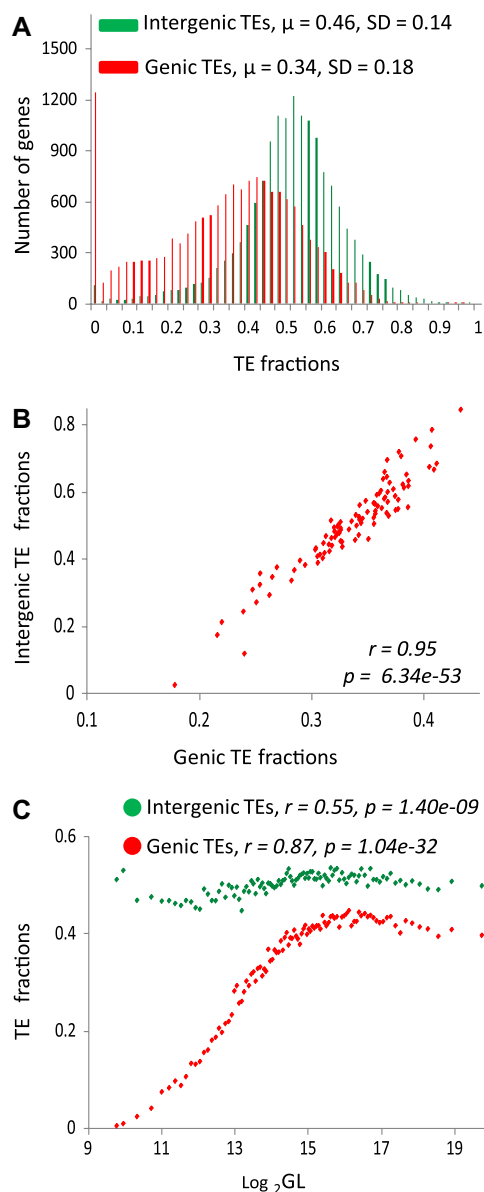 A
Intergenic TEs, μ = 0.46, SD = 0.14
Genic TEs, μ = 0.34, SD = 0.18
Number of genes
1500
1200
900
600
300
0
0 0.1 0.2 0.3 0.4 0.5 0.6 0.7 0.8 0.9 1
TE fractions
B
Intergenic TE fractions
0.8
0.6
0.4
0.2
0
r = 0.95
p = 6.34e-53
0.1 0.2 0.3 0.4
Genic TE fractions
C
Intergenic TEs, r = 0.55, p = 1.40e-09
Genic TEs, r = 0.87, p = 1.04e-32
TE fractions
0.6
0.4
0.2
0
9 11 13 15 17 19
Log 2GL